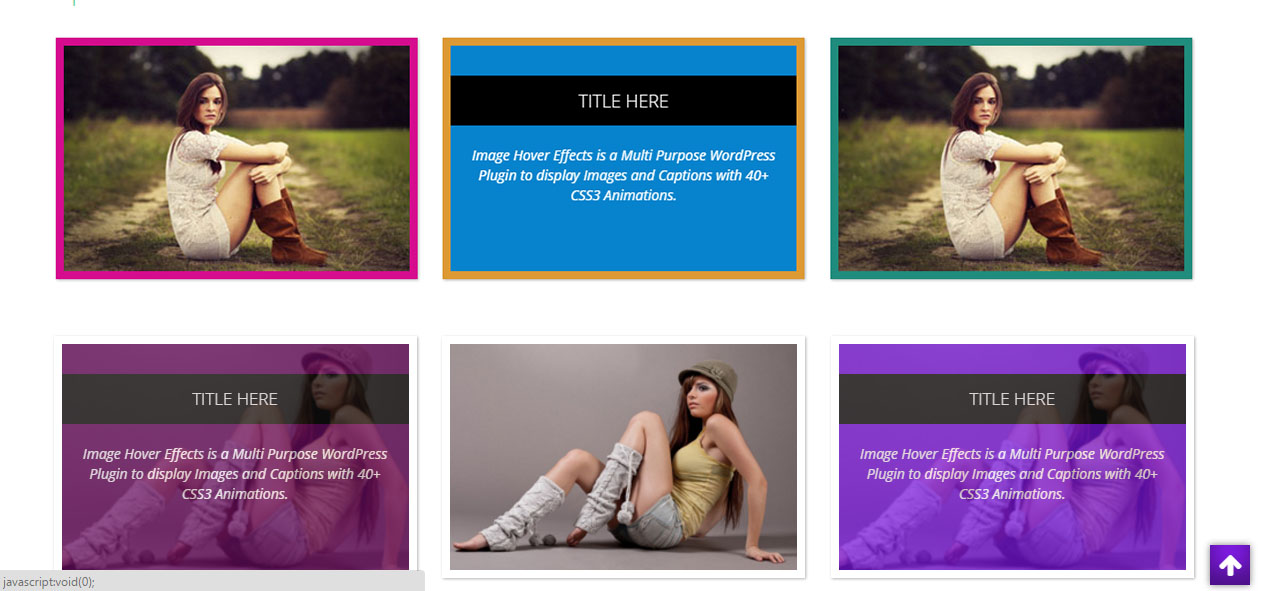 TITLE HERE
Image Hover Effects is a Multi Purpose WordPress
Plugin to display Images and Captions with 40+
CSS3 Animations.
TITLE HERE
Image Hover Effects is a Multi Purpose WordPress
Plugin to display Images and Captions with 40+
CSS3 Animations.
TITLE HERE
Image Hover Effects is a Multi Purpose WordPress
Plugin to display Images and Captions with 40+
CSS3 Animations.
javascript:void(0);